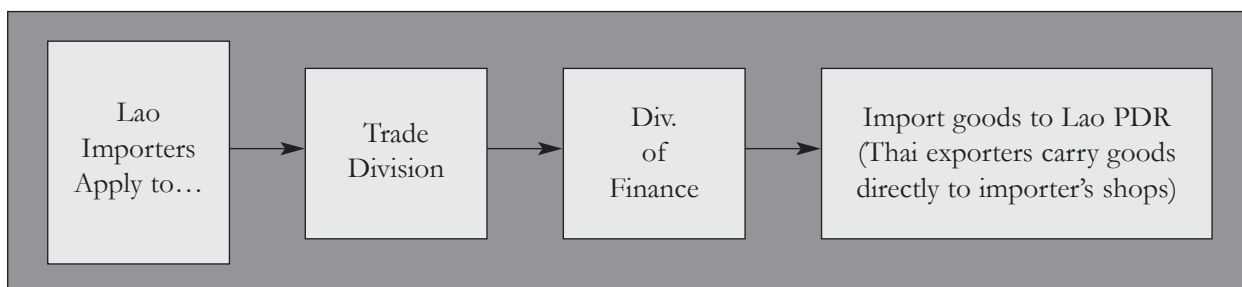 Lao
Importers
Apply to…
Trade
Division
Div.
of
Finance
Import goods to Lao PDR
(Thai exporters carry goods
directly to importer’s shops)